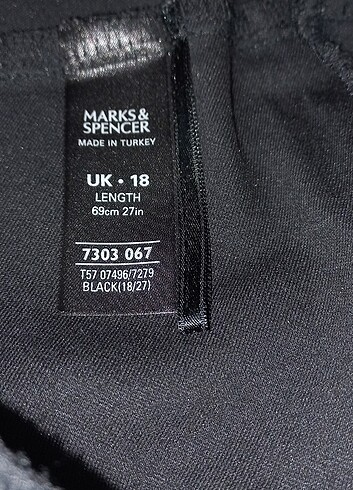 MARKS&
SPENCER
MADE IN TURKEY
UK • 18
LENGTH
69cm 27in
7303 067
T57 07496/7279
BLACK(18/27)